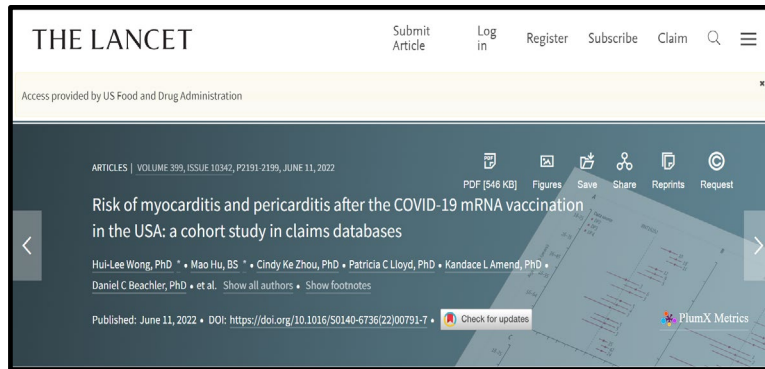 THE LANCET
Submit Article
Log in
Register
Subscribe
Claim
Access provided by US Food and Drug Administration
ARTICLES | VOLUME 399, ISSUE 10342, P2191-2199, JUNE 11, 2022
PDF [546 KB]
Figures
Save
Share
Reprints
Request
Risk of myocarditis and pericarditis after the COVID-19 mRNA vaccination
in the USA: a cohort study in claims databases
Hui-Lee Wong, PhD * • Mao Hu, BS * • Cindy Ke Zhou, PhD • Patricia C Lloyd, PhD • Kandace L Amend, PhD •
Daniel C Beachler, PhD • et al. Show all authors • Show footnotes
Published: June 11, 2022 • DOI: https://doi.org/10.1016/S0140-6736(22)00791-7 • Check for updates
PlumX Metrics